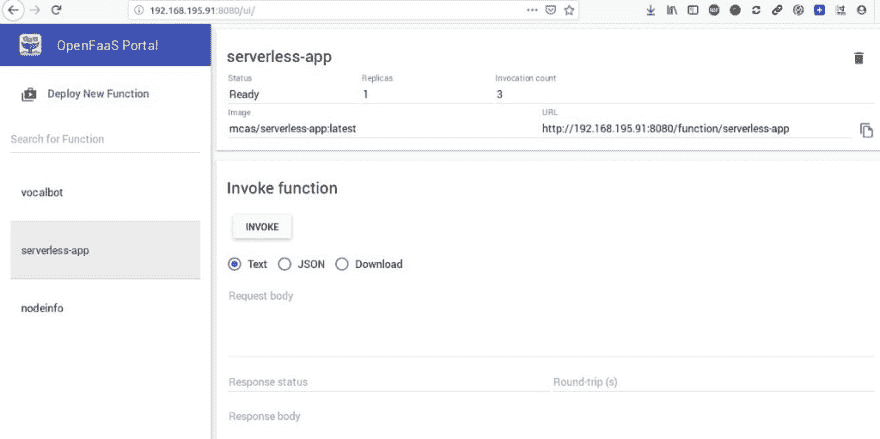 192.168.195.91:8080/ui/
OpenFaaS Portal
Deploy New Function
Search for Function
vocalbot
serverless-app
nodeinfo
serverless-app
Status
Replicas
Invocation count
Ready
1
3
Image
URL
mcas/serverless-app:latest
http://192.168.195.91:8080/function/serverless-app
Invoke function
INVOKE
Text
JSON
Download
Request body
Response status
Round-trip (s)
Response body